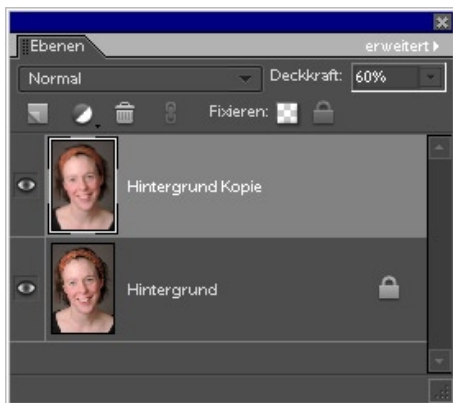 Ebenen erweitert
Normal Deckkraft: 60%
Fixieren:
Hintergrund Kopie
Hintergrund